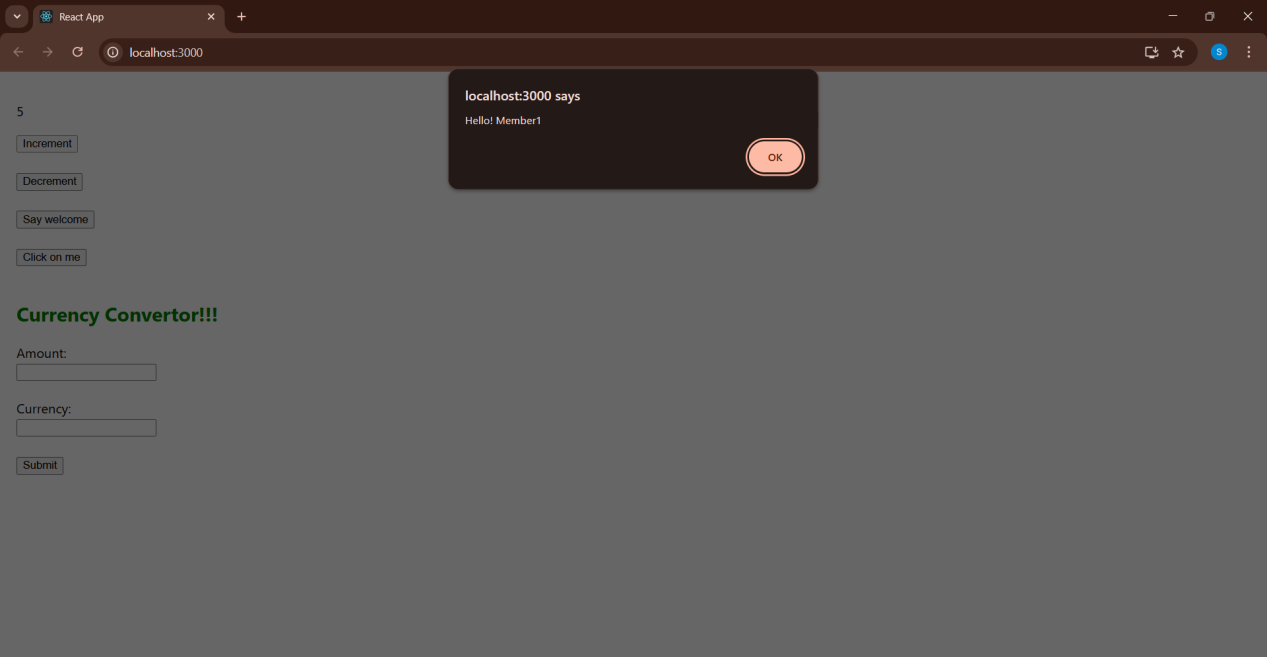 React App
localhost:3000
S
localhost:3000 says
Hello! Member1
OK
5
Increment
Decrement
Say welcome
Click on me
Currency Convertor!!!
Amount:
Currency:
Submit